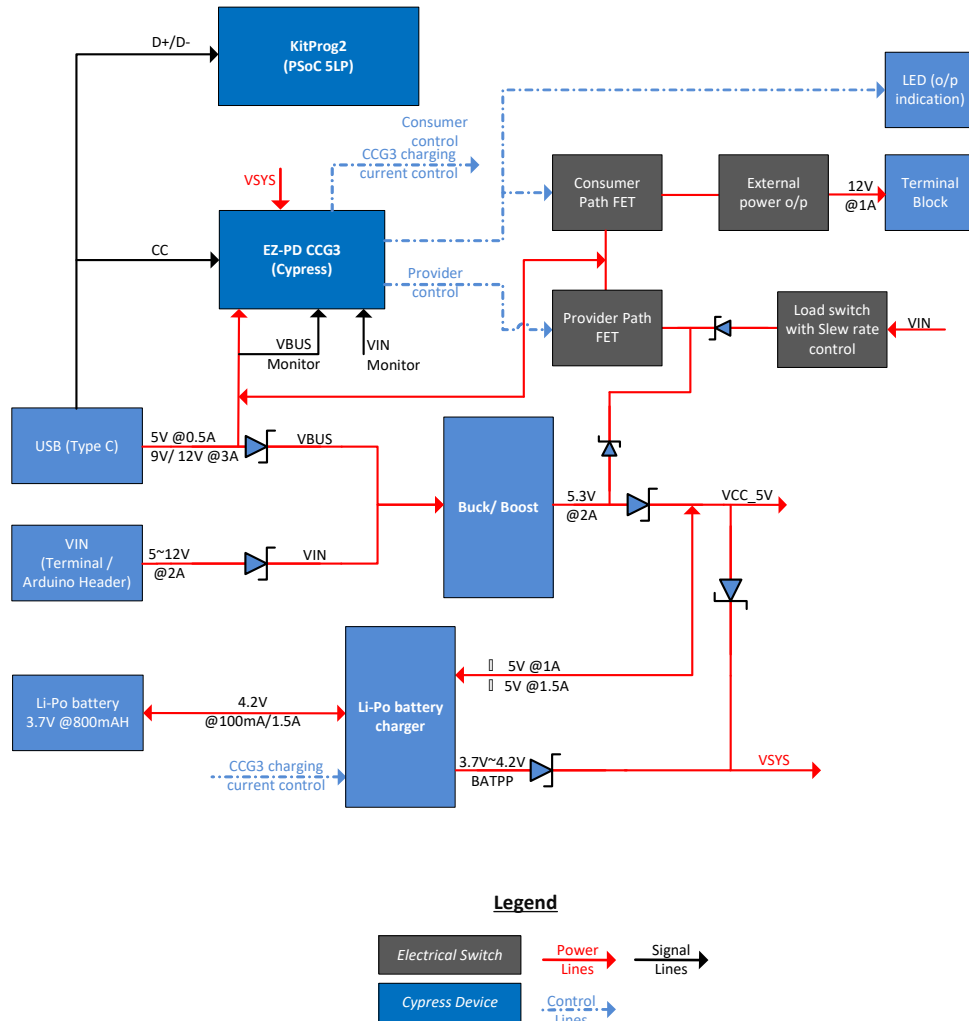 D+/D-
KitProg2
(PSoC 5LP)
LED (o/p
indication)
Consumer
control
CCG3 charging
current control
VSYS
Consumer
Path FET
External
power o/p
12V
@1A
Terminal
Block
CC
EZ-PD CCG3
(Cypress)
Provider
control
Provider Path
FET
Load switch
with Slew rate
control
VIN
VBUS
Monitor
VIN
Monitor
USB (Type C)
5V @0.5A
9V/ 12V @3A
VBUS
Buck/ Boost
5.3V
@2A
VCC_5V
VIN
(Terminal /
Arduino Header)
5~12V
@2A
VIN
5V @1A
5V @1.5A
Li-Po battery
3.7V @800mAH
4.2V
@100mA/1.5A
Li-Po battery
charger
CCG3 charging
current control
3.7V~4.2V
BATPP
VSYS
Legend
Electrical Switch
Power
Lines
Signal
Lines
Cypress Device
Control
Lines